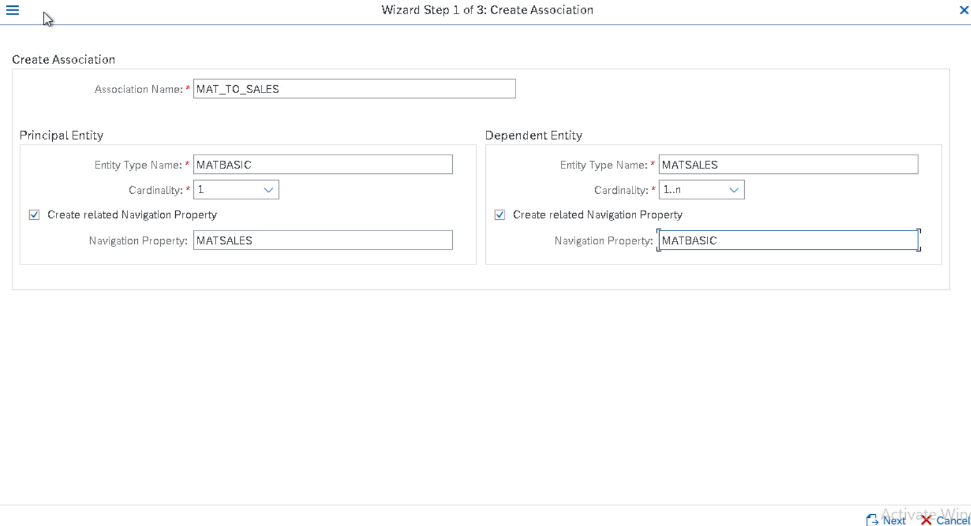 Wizard Step 1 of 3: Create Association
Create Association
Association Name: * MAT_TO_SALES
Principal Entity
Entity Type Name: * MATBASIC
Cardinality: * 1
Create related Navigation Property
Navigation Property: MATSALES
Dependent Entity
Entity Type Name: * MATSALES
Cardinality: * 1..n
Create related Navigation Property
Navigation Property: MATBASIC
Activate Win
Next Cancel